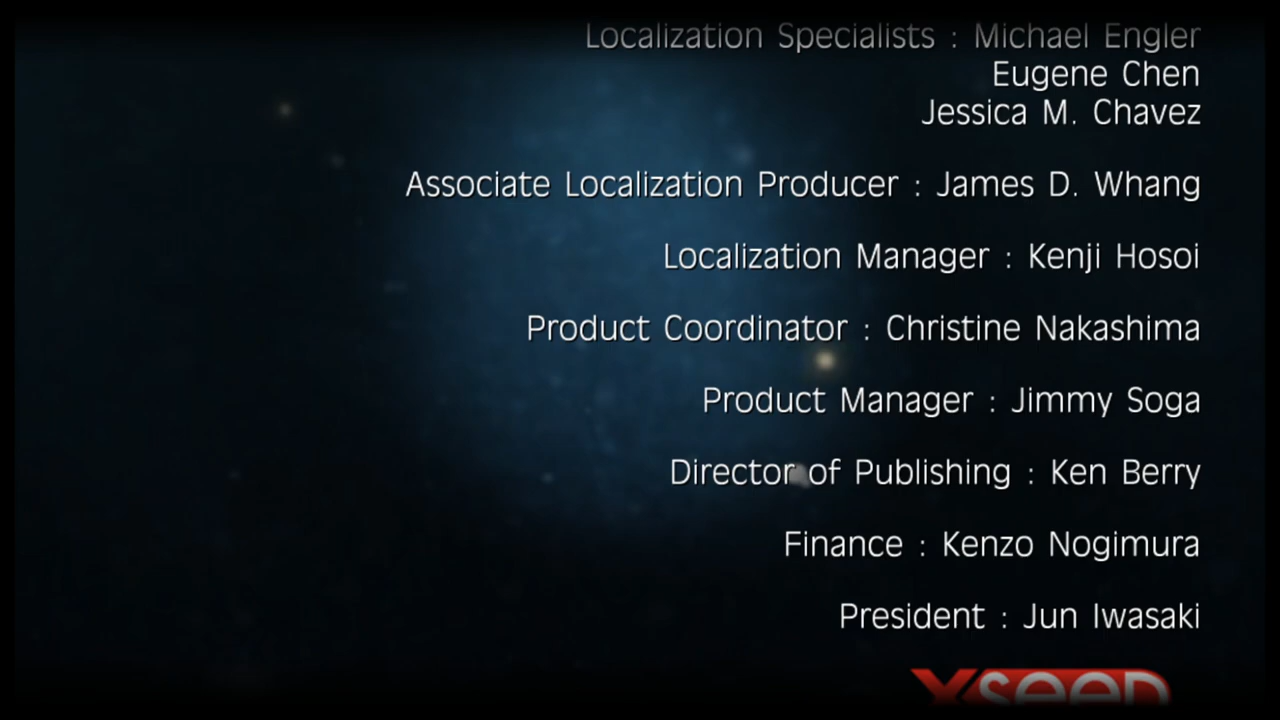 Localization Specialists : Michael Engler
Eugene Chen
Jessica M. Chavez
Associate Localization Producer : James D. Whang
Localization Manager : Kenji Hosoi
Product Coordinator : Christine Nakashima
Product Manager : Jimmy Soga
Director of Publishing : Ken Berry
Finance : Kenzo Nogimura
President : Jun Iwasaki
XSEED